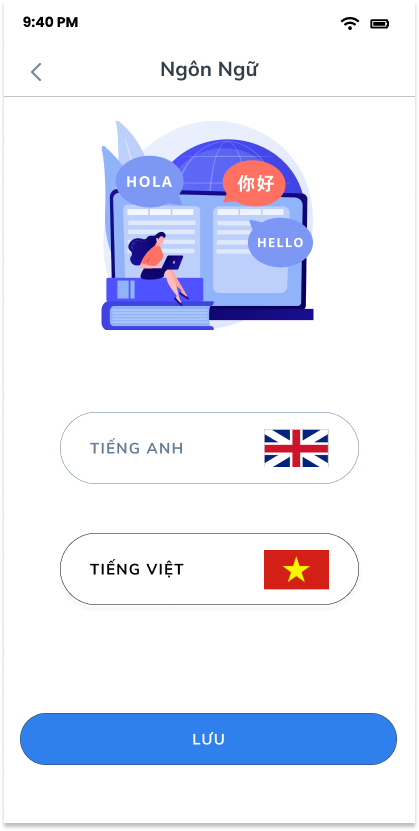 9:40 PM
Ngôn Ngữ
HOLA
你好
HELLO
TIẾNG ANH
TIẾNG VIỆT
LƯU